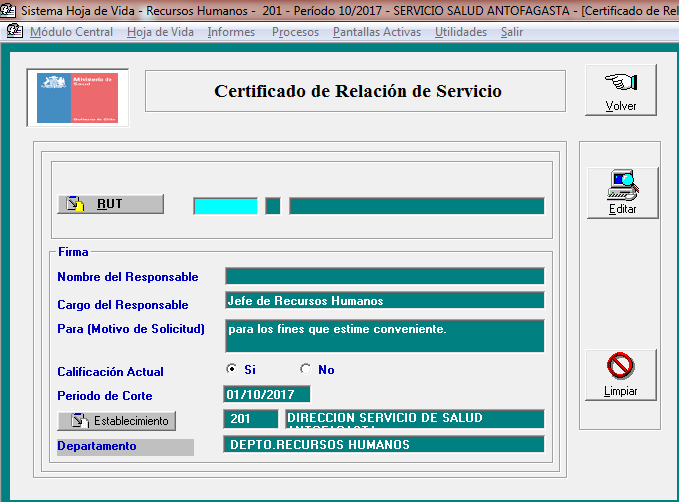 Sistema Hoja de Vida - Recursos Humanos - 201 - Período 10/2017 - SERVICIO SALUD ANTOFAGASTA - [Certificado de Rel
Módulo Central Hoja de Vida Informes Procesos Pantallas Activas Utilidades Salir
Ministerio de
Salud
Gobierno de Chile
Certificado de Relación de Servicio
Volver
RUT
Editar
Firma
Nombre del Responsable
Cargo del Responsable Jefe de Recursos Humanos
Para (Motivo de Solicitud) para los fines que estime conveniente.
Calificación Actual Si No
Periodo de Corte 01/10/2017
Limpiar
Establecimiento 201 DIRECCION SERVICIO DE SALUD
ANTOFAGASTA
Departamento DEPTO.RECURSOS HUMANOS